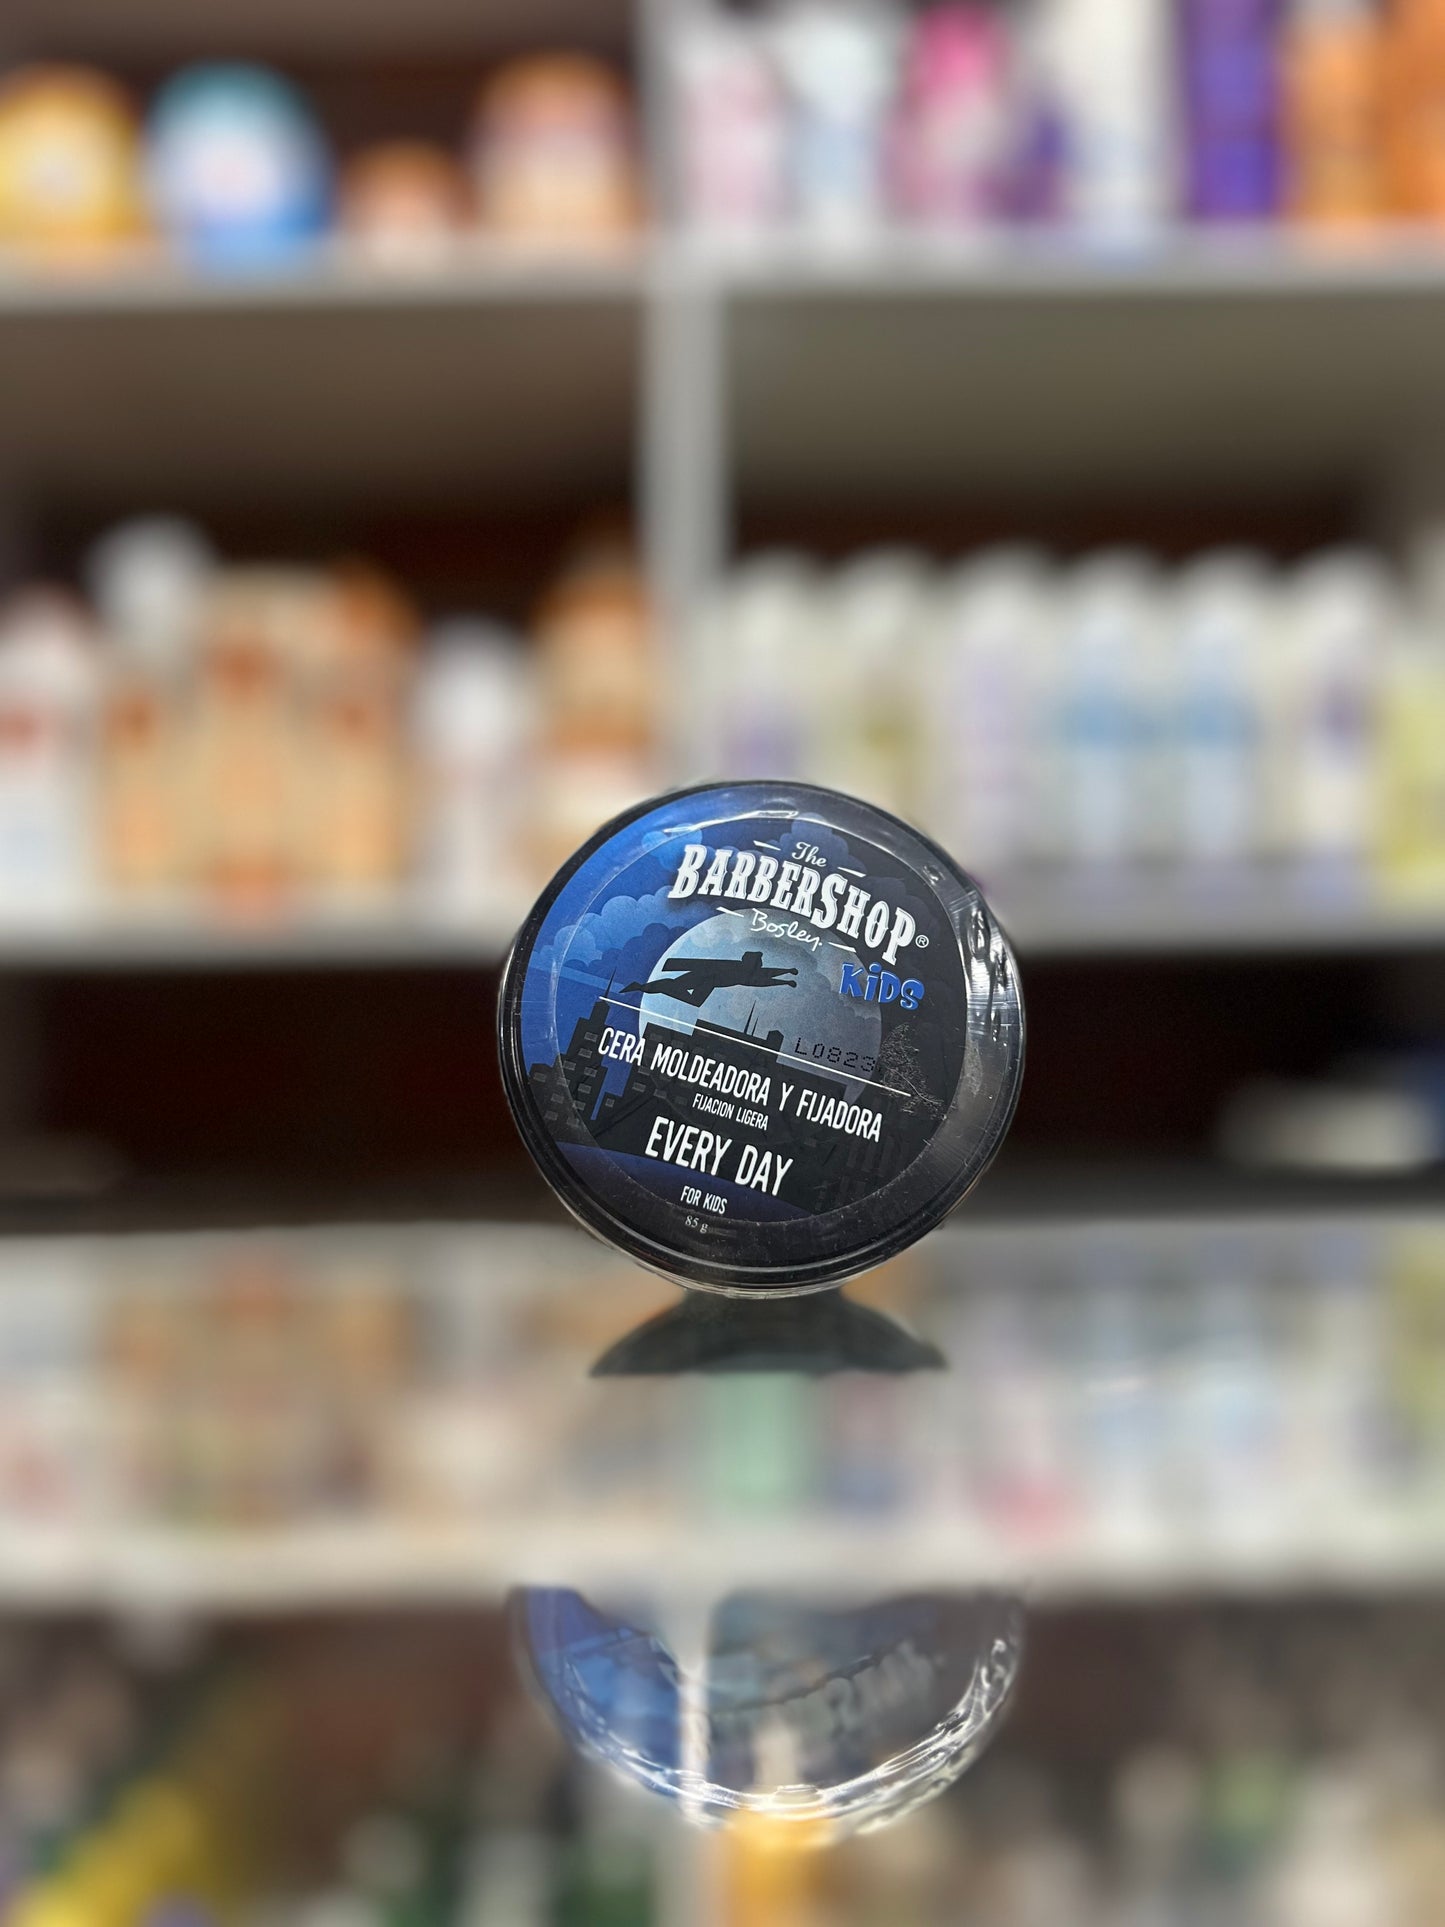 The
BARBERSHOP®
Bosley.
KiDS
L0823
CERA MOLDEADORA Y FIJADORA
FIJACION LIGERA
EVERY DAY
FOR KIDS
85 g